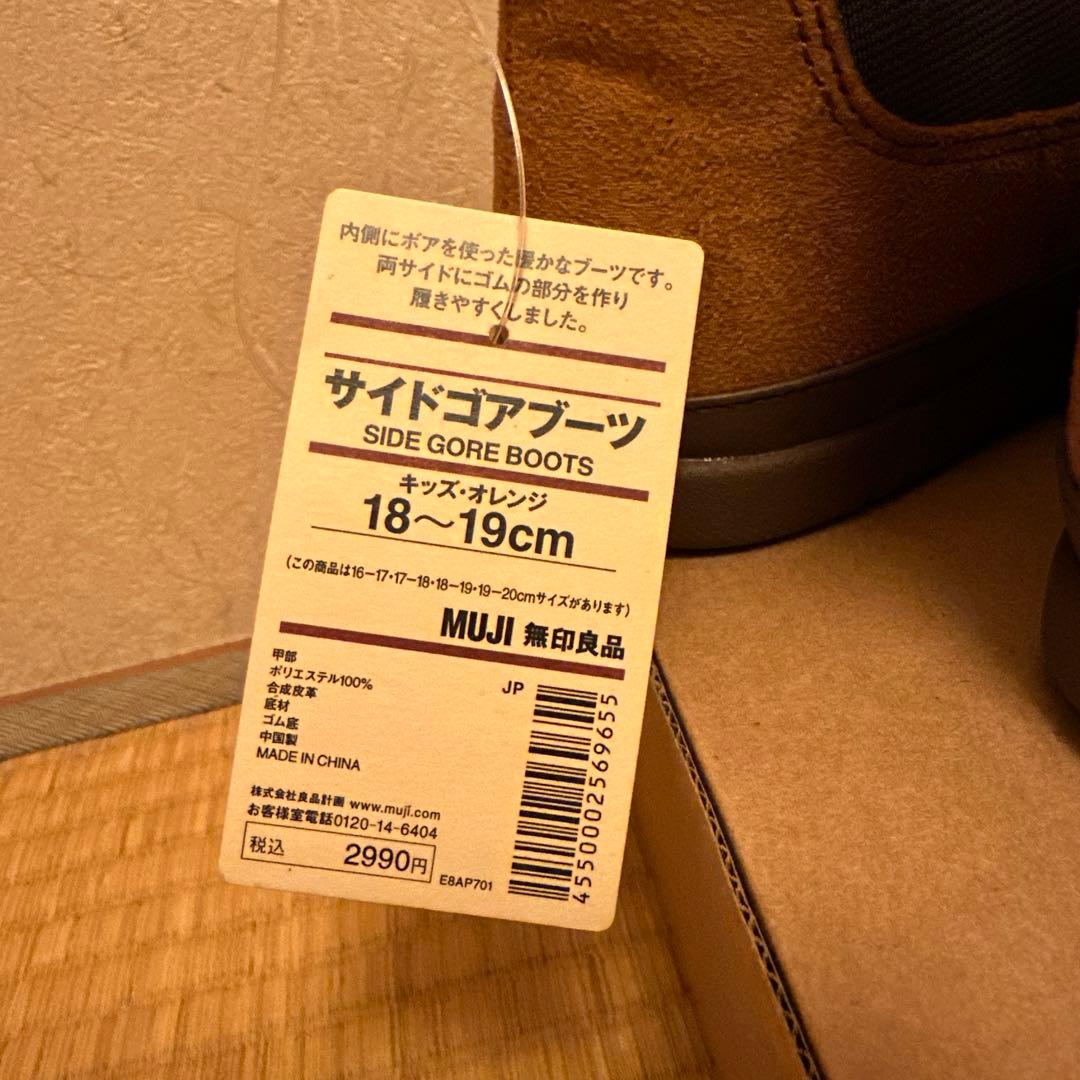 内側にボアを使った暖かなブーツです。
両サイドにゴムの部分を作り
履きやすくしました。
サイドゴアブーツ
SIDE GORE BOOTS
キッズ・オレンジ
18～19cm
(この商品は16－17・17－18・18－19・19－20cmサイズがあります)
MUJI 無印良品
甲部
ポリエステル100%
合成皮革
底材
ゴム底
中国製
MADE IN CHINA
株式会社良品計画 www.muji.com
お客様室電話0120-14-6404
税込 2990円
E8AP701
JP
4550002569655